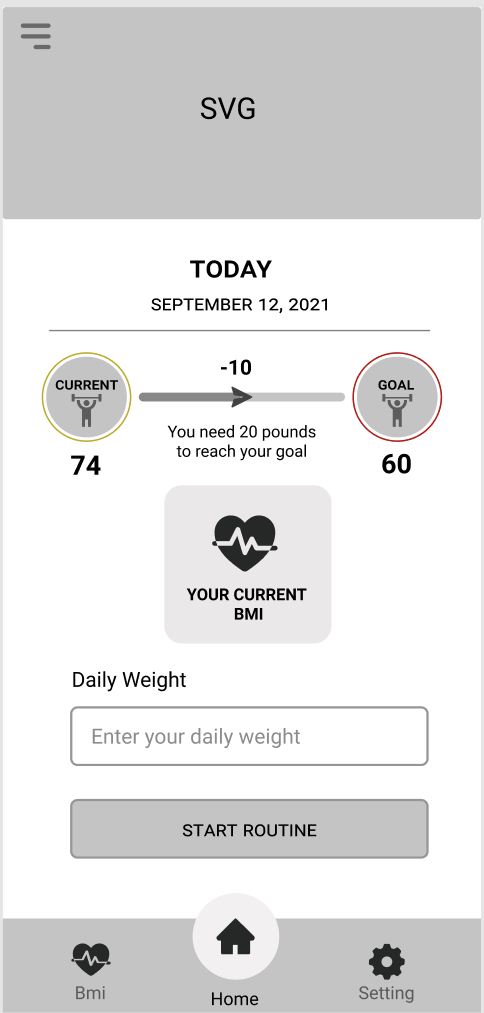 SVG
TODAY
SEPTEMBER 12, 2021
-10
CURRENT
GOAL
You need 20 pounds
to reach your goal
74
60
YOUR CURRENT
BMI
Daily Weight
Enter your daily weight
START ROUTINE
Bmi
Home
Setting